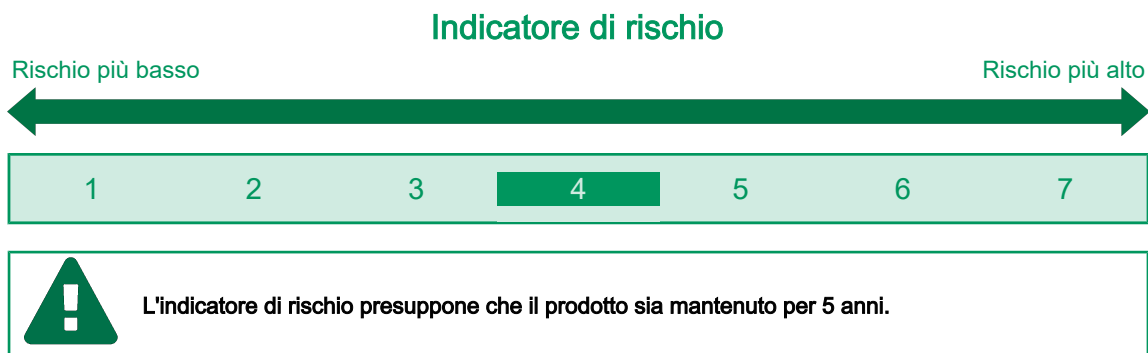 Indicatore di rischio
Rischio più basso Rischio più alto
1 2 3 4 5 6 7
L'indicatore di rischio presuppone che il prodotto sia mantenuto per 5 anni.